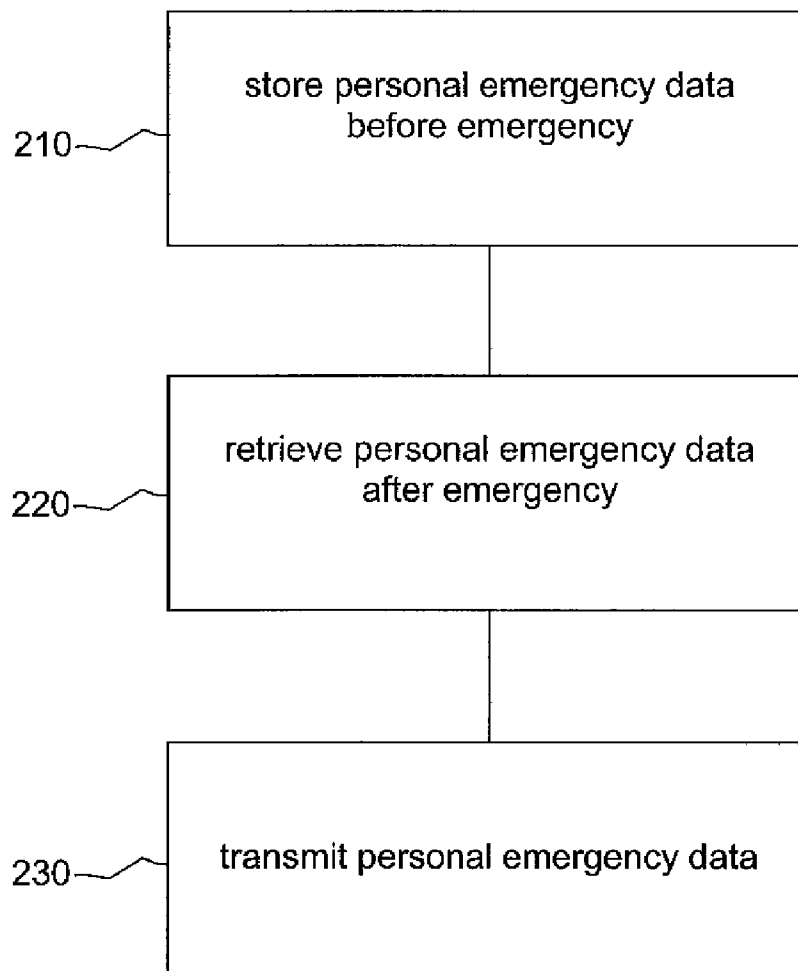 store personal emergency data
before emergency
210
retrieve personal emergency data
after emergency
220
transmit personal emergency data
230